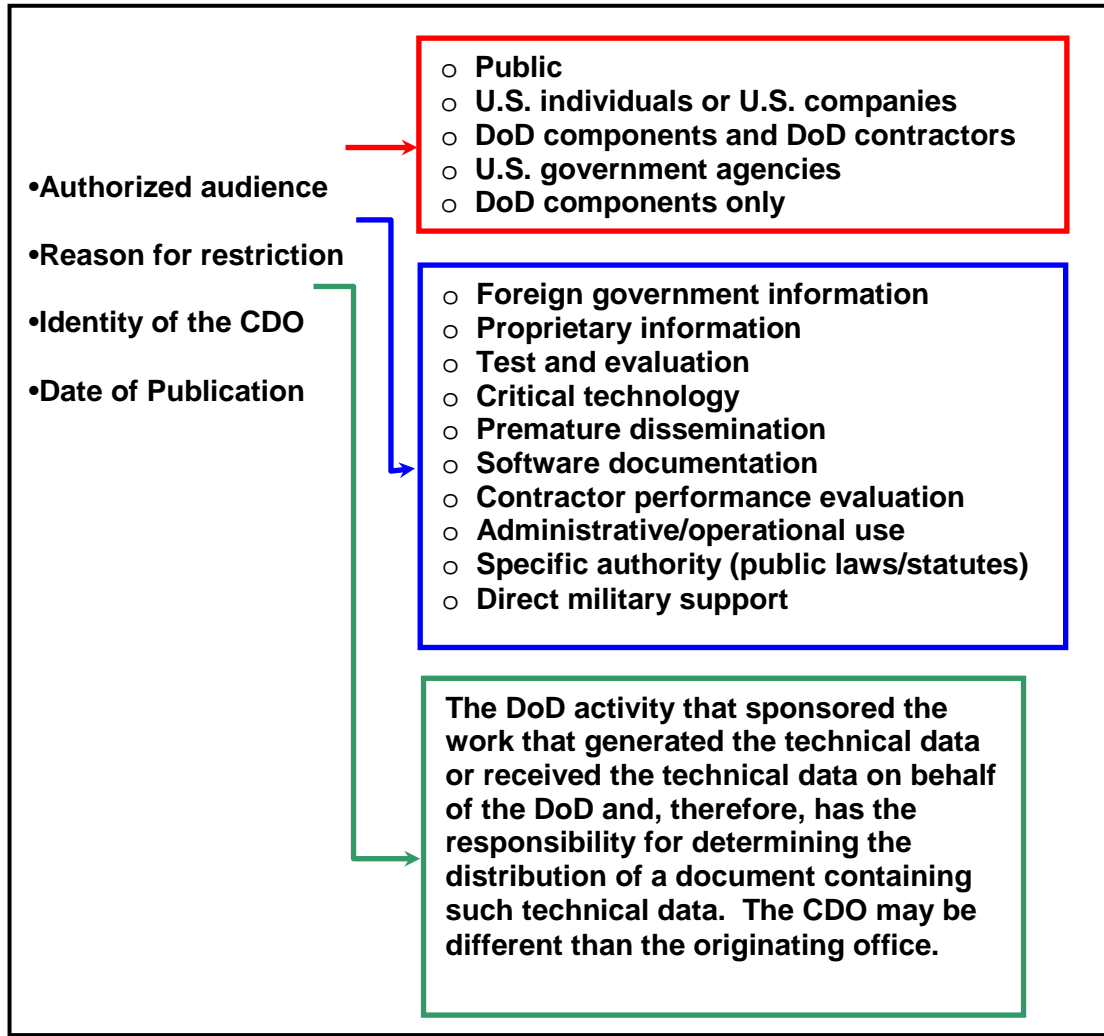 •Authorized audience
•Reason for restriction
•Identity of the CDO
•Date of Publication
o Public
o U.S. individuals or U.S. companies
o DoD components and DoD contractors
o U.S. government agencies
o DoD components only
o Foreign government information
o Proprietary information
o Test and evaluation
o Critical technology
o Premature dissemination
o Software documentation
o Contractor performance evaluation
o Administrative/operational use
o Specific authority (public laws/statutes)
o Direct military support
The DoD activity that sponsored the
work that generated the technical data
or received the technical data on behalf
of the DoD and, therefore, has the
responsibility for determining the
distribution of a document containing
such technical data.  The CDO may be
different than the originating office.